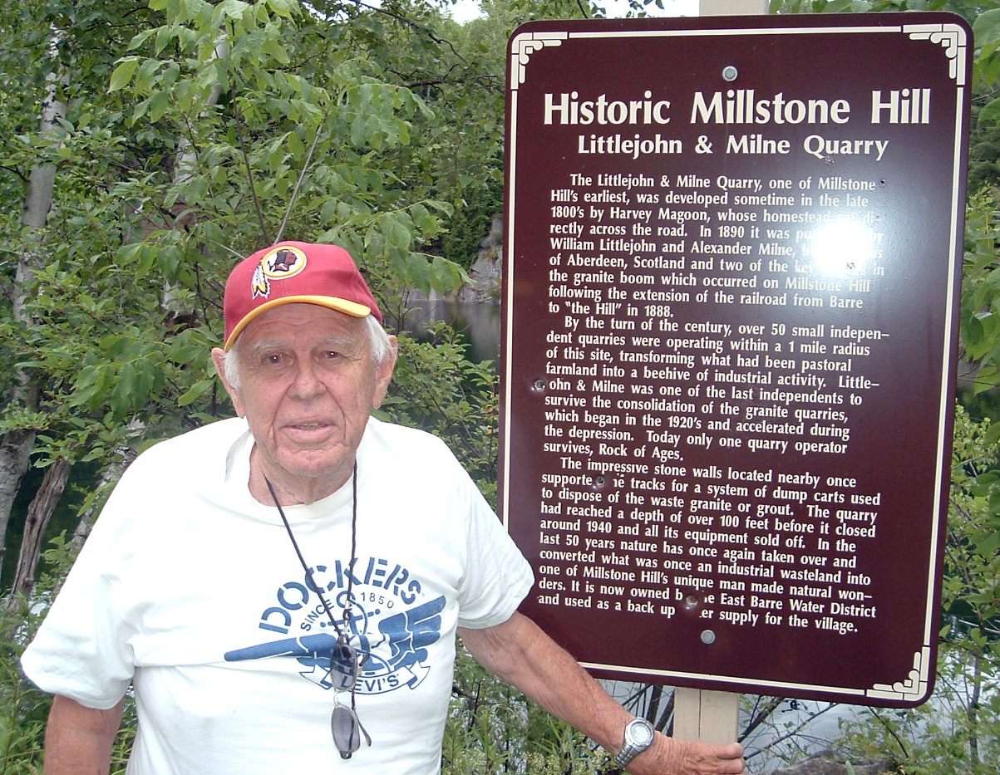 Historic Millstone Hill
Littlejohn & Milne Quarry
The Littlejohn & Milne Quarry, one of Millstone
Hill's earliest, was developed sometime in the late
1800's by Harvey Magoon, whose homestead di-
rectly across the road. In 1890 it was
William Littlejohn and Alexander Milne,
of Aberdeen, Scotland and two of the key in
the granite boom which occurred on Millstone Hill
following the extension of the railroad from Barre
to "the Hill" in 1888.
By the turn of the century, over 50 small indepen-
dent quarries were operating within a 1 mile radius
of this site, transforming what had been pastoral
farmland into a beehive of industrial activity. Little-
ohn & Milne was one of the last independents to
survive the consolidation of the granite quarries,
which began in the 1920's and accelerated during
the depression. Today only one quarry operator
survives, Rock of Ages.
The impressive stone walls located nearby once
supporte tracks for a system of dump carts used
to dispose of the waste granite or grout. The quarry
had reached a depth of over 100 feet before it closed
around 1940 and all its equipment sold off. In the
last 50 years nature has once again taken over and
converted what was once an industrial wasteland into
one of Millstone Hill's unique man made natural won-
ders. It is now owned b e East Barre Water District
and used as a back up er supply for the village.
DOCKERS
SINCE 1850
LEVI'S